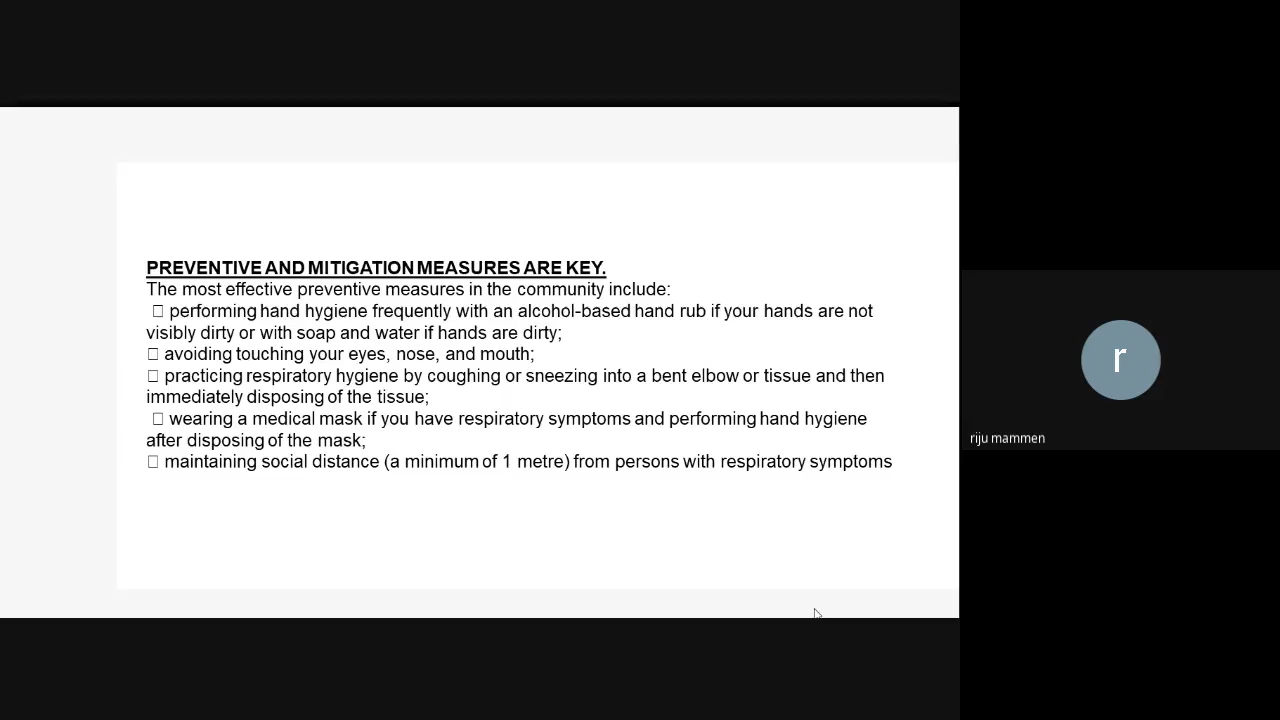 PREVENTIVE AND MITIGATION MEASURES ARE KEY.
The most effective preventive measures in the community include:
□ performing hand hygiene frequently with an alcohol-based hand rub if your hands are not
visibly dirty or with soap and water if hands are dirty;
□ avoiding touching your eyes, nose, and mouth;
□ practicing respiratory hygiene by coughing or sneezing into a bent elbow or tissue and then
immediately disposing of the tissue;
□ wearing a medical mask if you have respiratory symptoms and performing hand hygiene
after disposing of the mask;
□ maintaining social distance (a minimum of 1 metre) from persons with respiratory symptoms
r
riju mammen